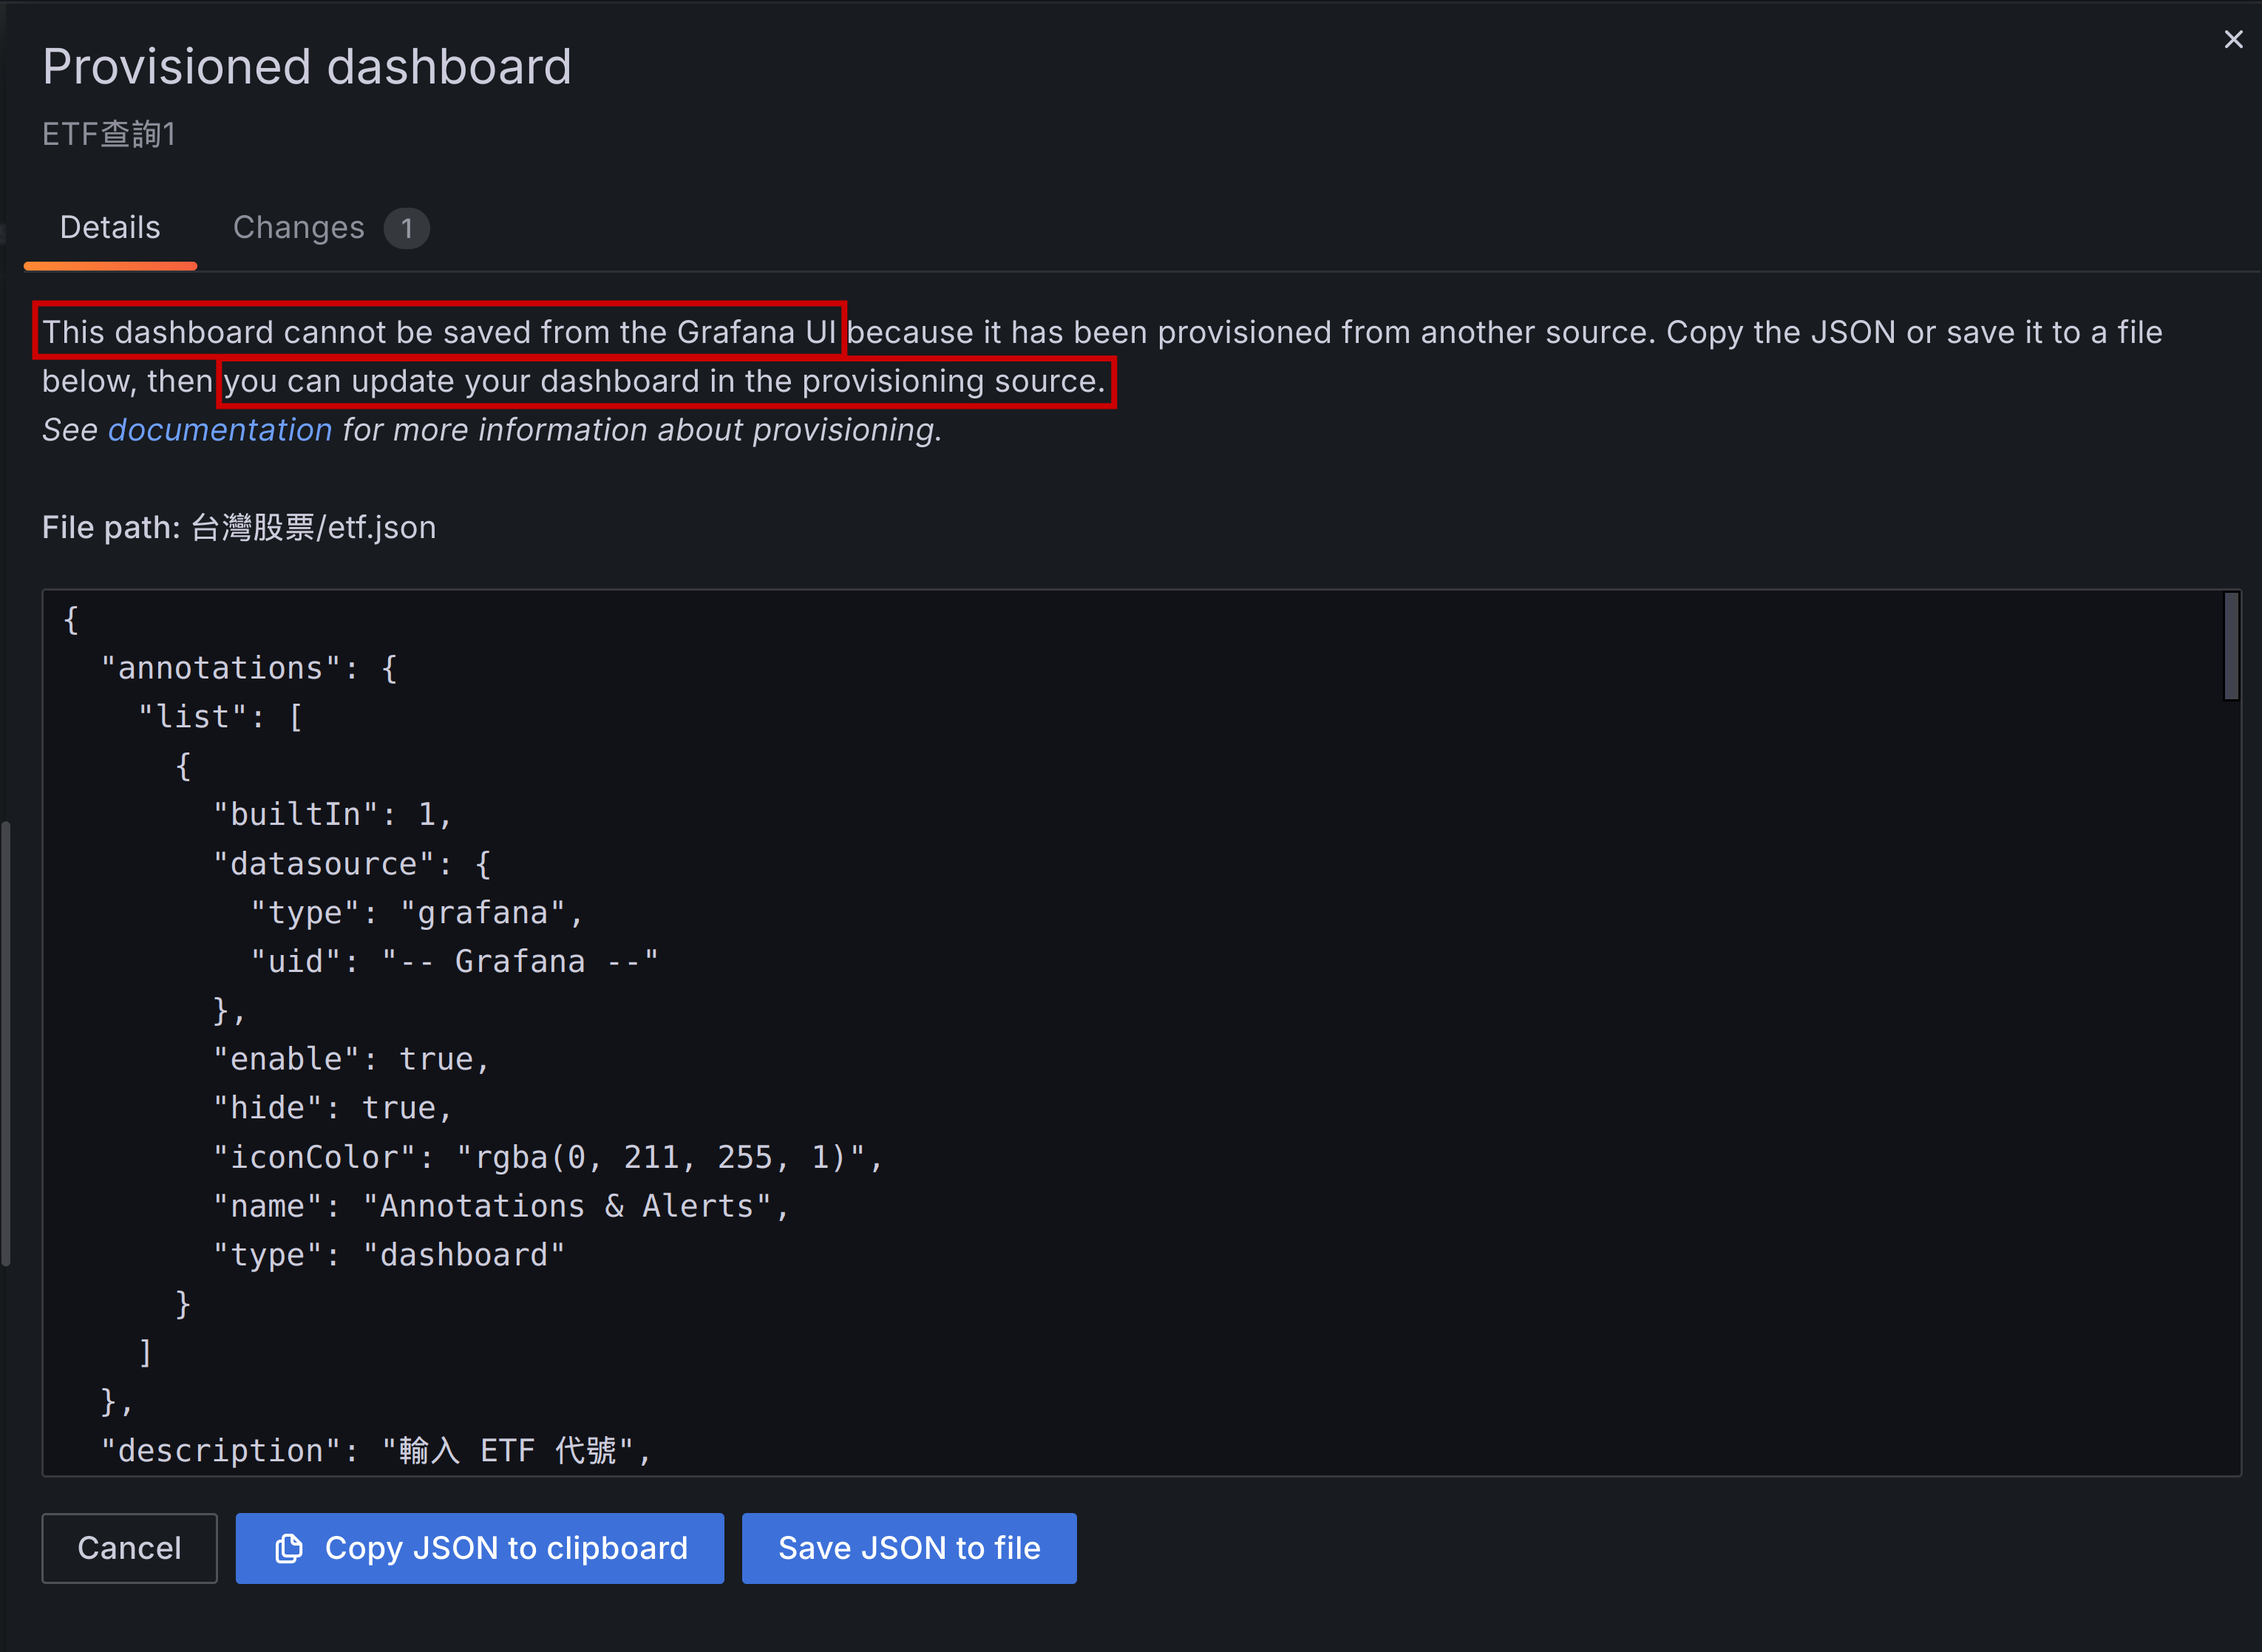 Provisioned dashboard
ETF查詢1
Details Changes 1
This dashboard cannot be saved from the Grafana UI because it has been provisioned from another source. Copy the JSON or save it to a file
below, then you can update your dashboard in the provisioning source.
See documentation for more information about provisioning.
File path: 台灣股票/etf.json
{
  "annotations": {
    "list": [
      {
        "builtIn": 1,
        "datasource": {
          "type": "grafana",
          "uid": "-- Grafana --"
        },
        "enable": true,
        "hide": true,
        "iconColor": "rgba(0, 211, 255, 1)",
        "name": "Annotations & Alerts",
        "type": "dashboard"
      }
    ]
  },
  "description": "輸入 ETF 代號",
Cancel Copy JSON to clipboard Save JSON to file